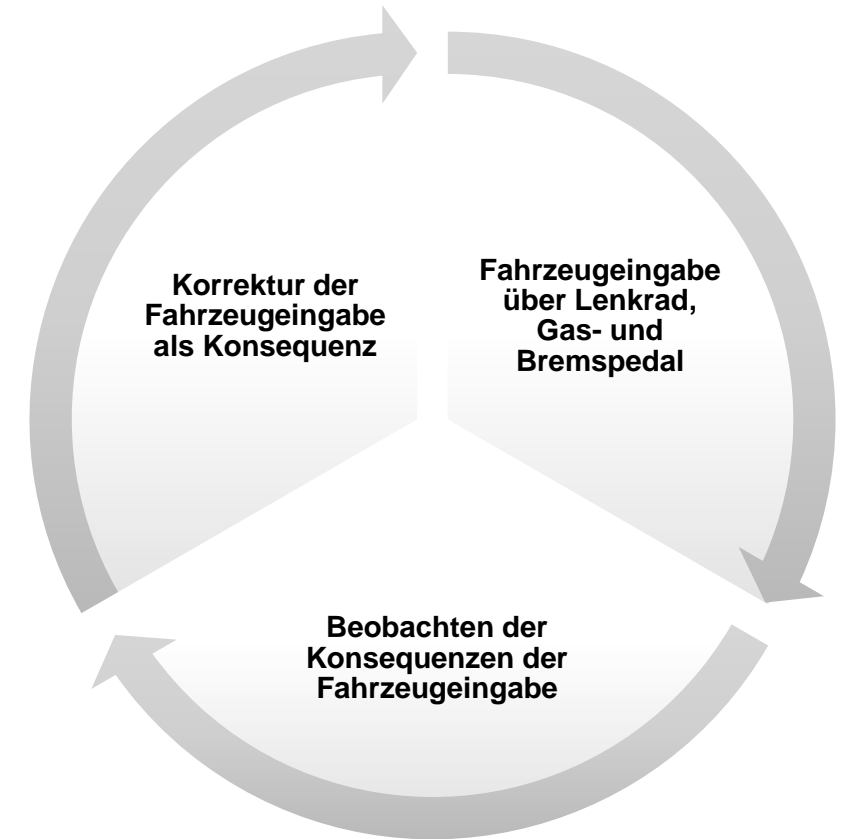 Korrektur der
Fahrzeugeingabe
als Konsequenz
Fahrzeugeingabe
über Lenkrad,
Gas- und
Bremspedal
Beobachten der
Konsequenzen der
Fahrzeugeingabe